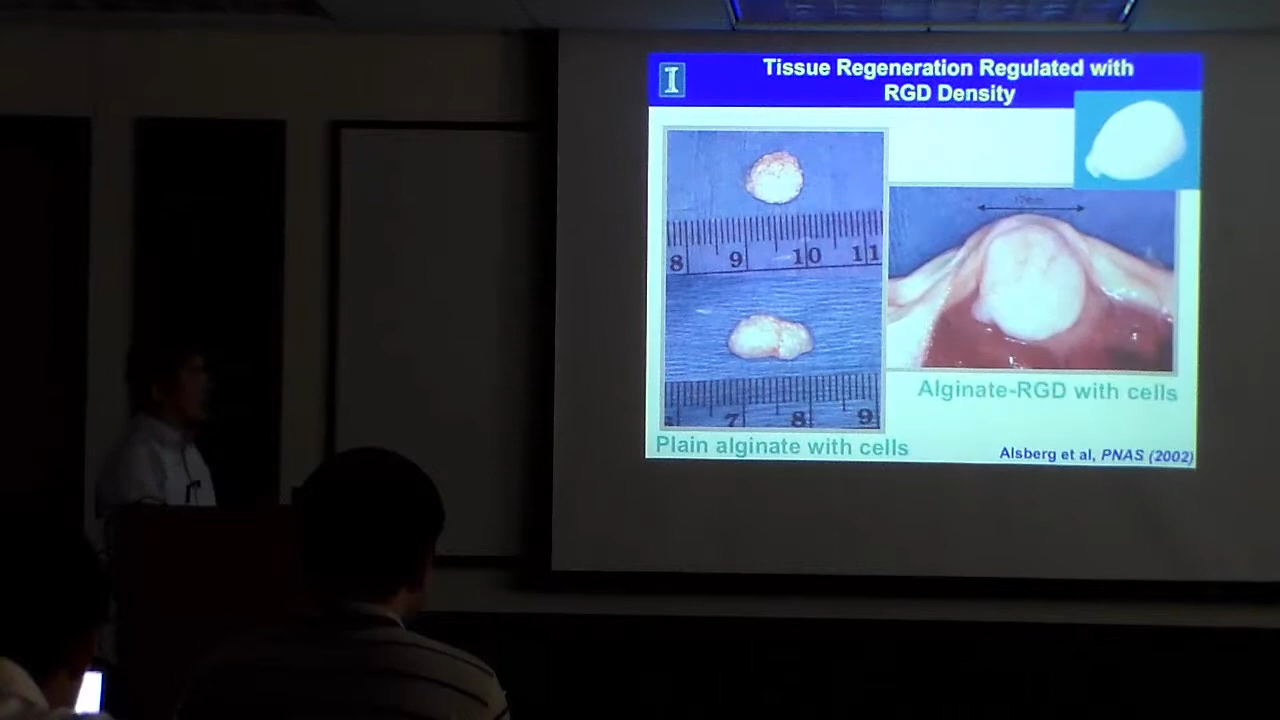 I
Tissue Regeneration Regulated with
RGD Density
8 9 10 11
7 8 9
Plain alginate with cells
Alginate-RGD with cells
Alsberg et al, PNAS (2002)